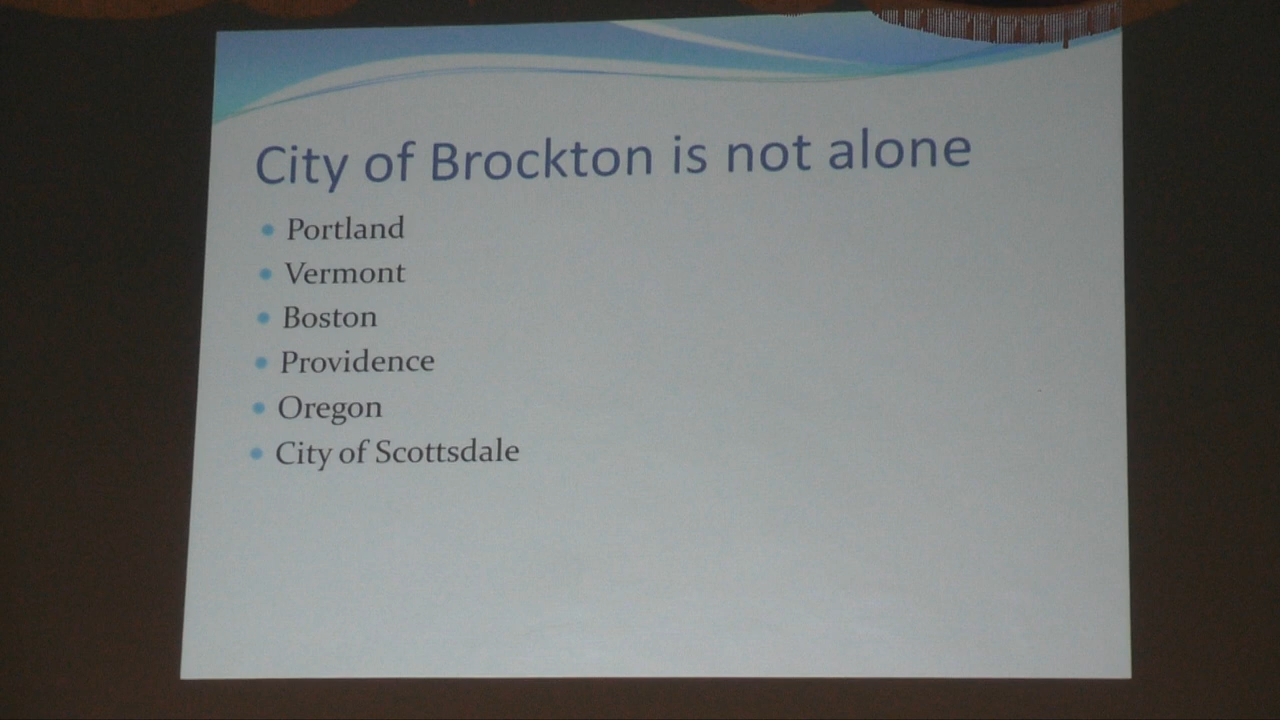 City of Brockton is not alone
Portland
Vermont
Boston
Providence
Oregon
City of Scottsdale